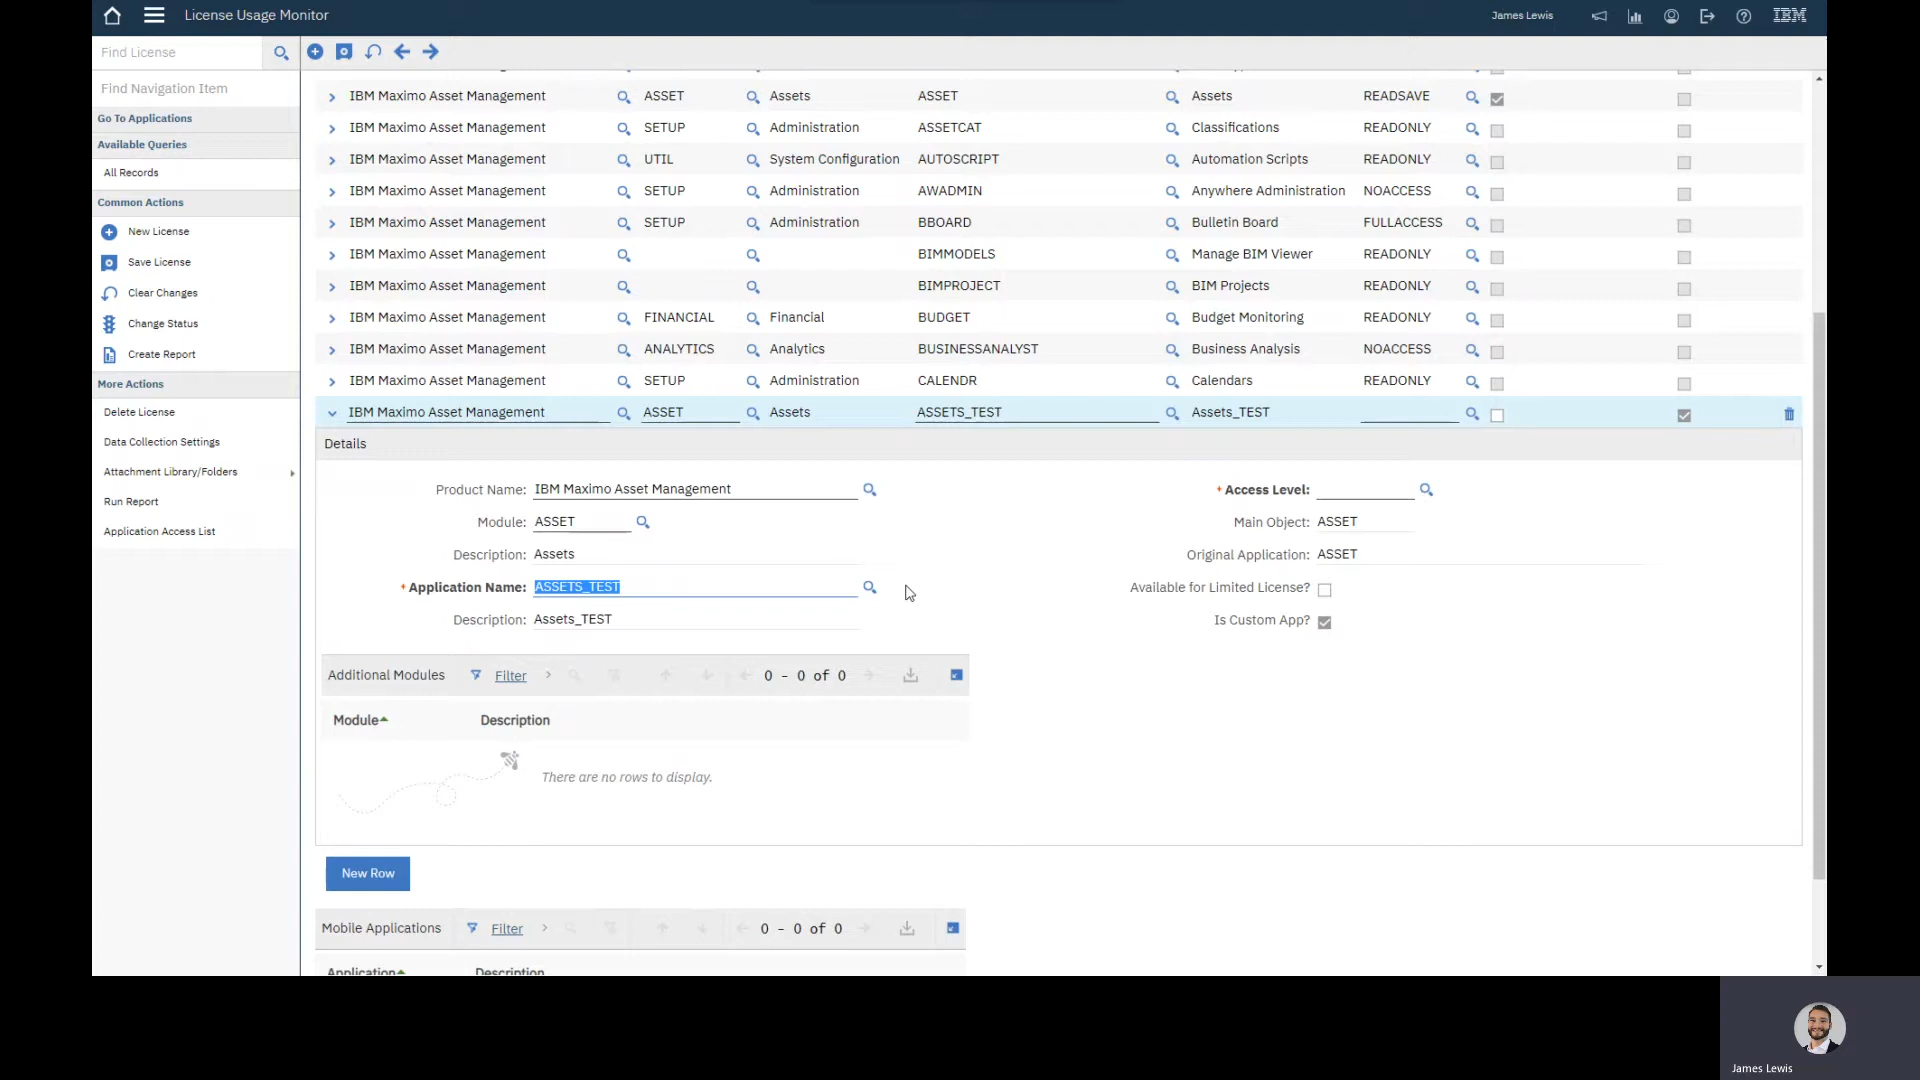 License Usage Monitor James Lewis IBM
Find License
Find Navigation Item
Go To Applications
Available Queries
All Records
Common Actions
New License
Save License
Clear Changes
Change Status
Create Report
More Actions
Delete License
Data Collection Settings
Attachment Library/Folders
Run Report
Application Access List
IBM Maximo Asset Management ASSET Assets ASSET Assets READSAVE
IBM Maximo Asset Management SETUP Administration ASSETCAT Classifications READONLY
IBM Maximo Asset Management UTIL System Configuration AUTOSCRIPT Automation Scripts READONLY
IBM Maximo Asset Management SETUP Administration AWADMIN Anywhere Administration NOACCESS
IBM Maximo Asset Management SETUP Administration BBOARD Bulletin Board FULLACCESS
IBM Maximo Asset Management BIMMODELS Manage BIM Viewer READONLY
IBM Maximo Asset Management BIMPROJECT BIM Projects READONLY
IBM Maximo Asset Management FINANCIAL Financial BUDGET Budget Monitoring READONLY
IBM Maximo Asset Management ANALYTICS Analytics BUSINESSANALYST Business Analysis NOACCESS
IBM Maximo Asset Management SETUP Administration CALENDR Calendars READONLY
IBM Maximo Asset Management ASSET Assets ASSETS_TEST Assets_TEST
Details
Product Name: IBM Maximo Asset Management * Access Level:
Module: ASSET Main Object: ASSET
Description: Assets Original Application: ASSET
* Application Name: ASSETS_TEST Available for Limited License?
Description: Assets_TEST Is Custom App?
Additional Modules Filter 0 - 0 of 0
Module Description
There are no rows to display.
New Row
Mobile Applications Filter 0 - 0 of 0
Application Description
James Lewis